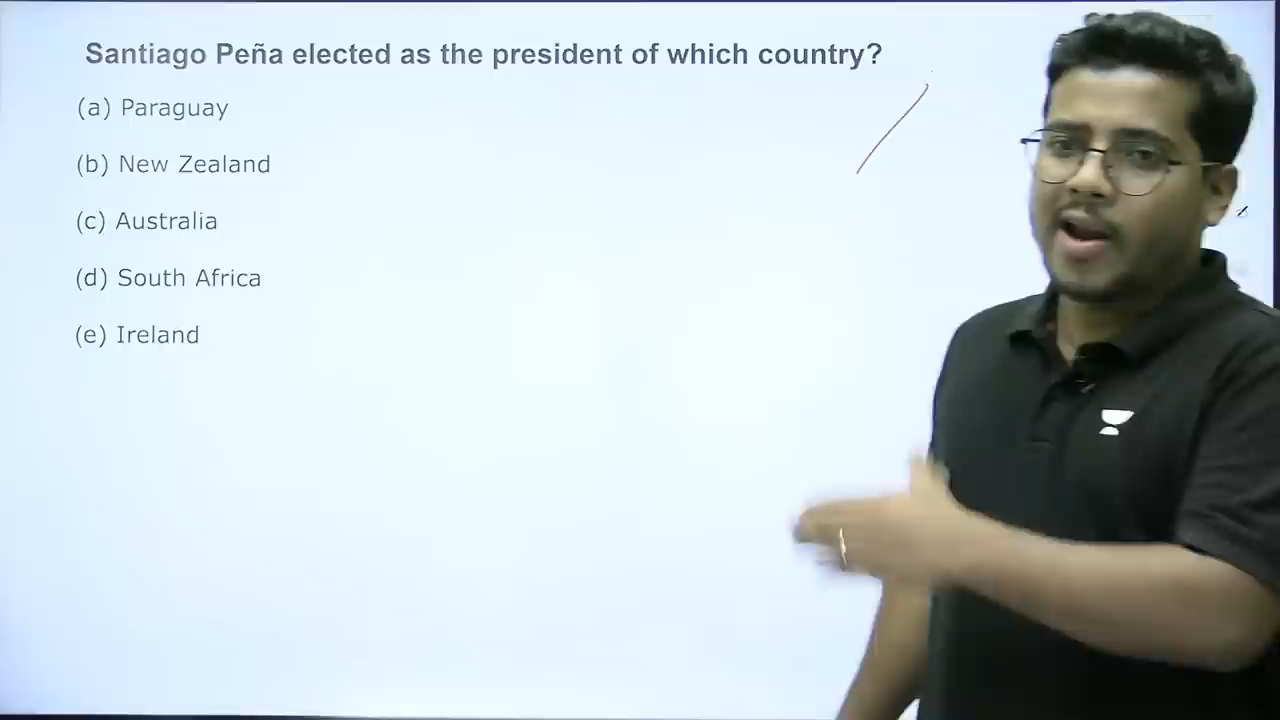 Santiago Peña elected as the president of which country?
(a) Paraguay
(b) New Zealand
(c) Australia
(d) South Africa
(e) Ireland